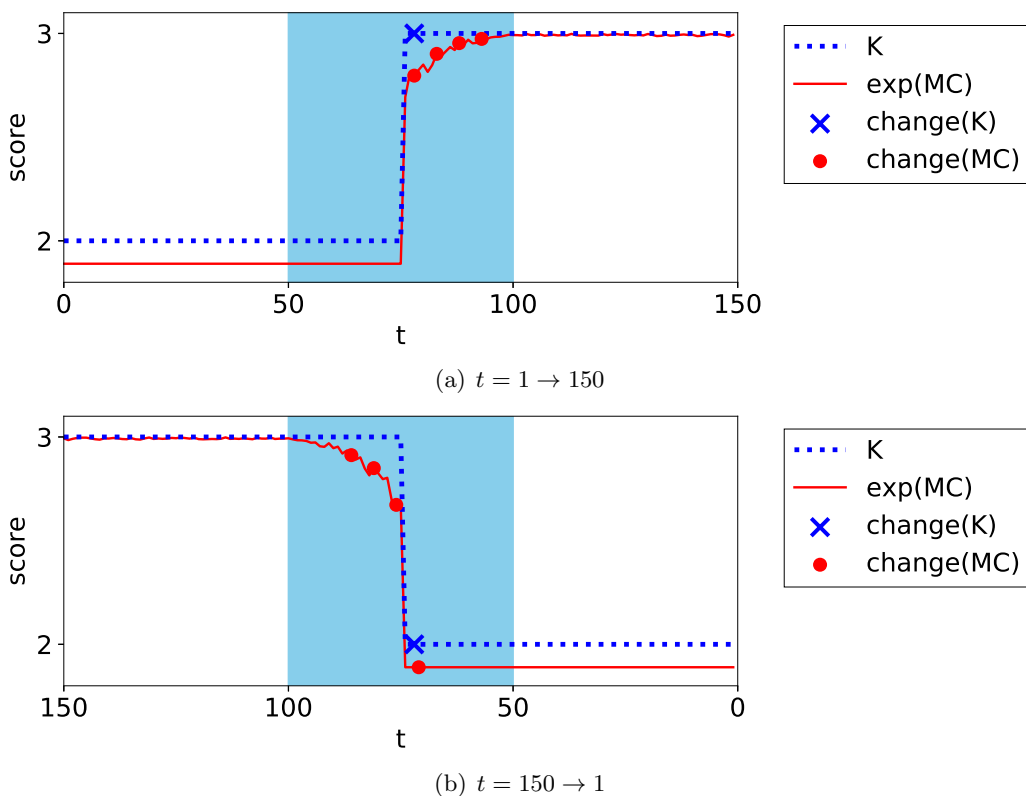 3
2
score
0 50 100 150
t
K
exp(MC)
change(K)
change(MC)
(a) t = 1 → 150
3
2
score
150 100 50 0
t
K
exp(MC)
change(K)
change(MC)
(b) t = 150 → 1